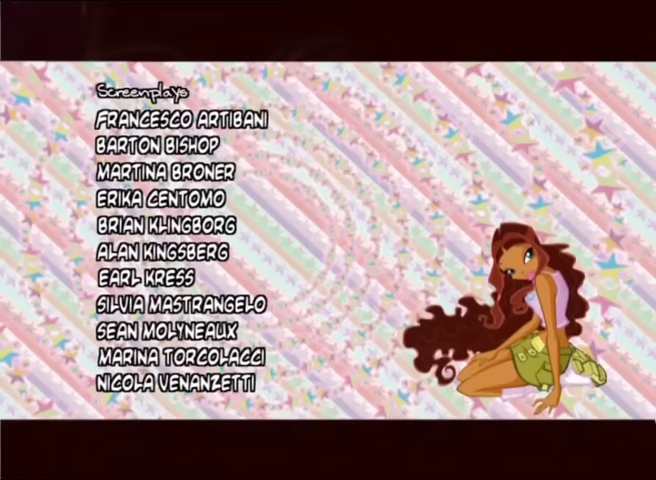 Screenplays
FRANCESCO ARTIBANI
BARTON BISHOP
MARTINA BRONER
ERIKA CENTOMO
BRIAN KLINGBORG
ALAN KINGSBERG
EARL KRESS
SILVIA MASTRANGELO
SEAN MOLYNEAUX
MARINA TORCOLACCI
NICOLA VENANZETTI